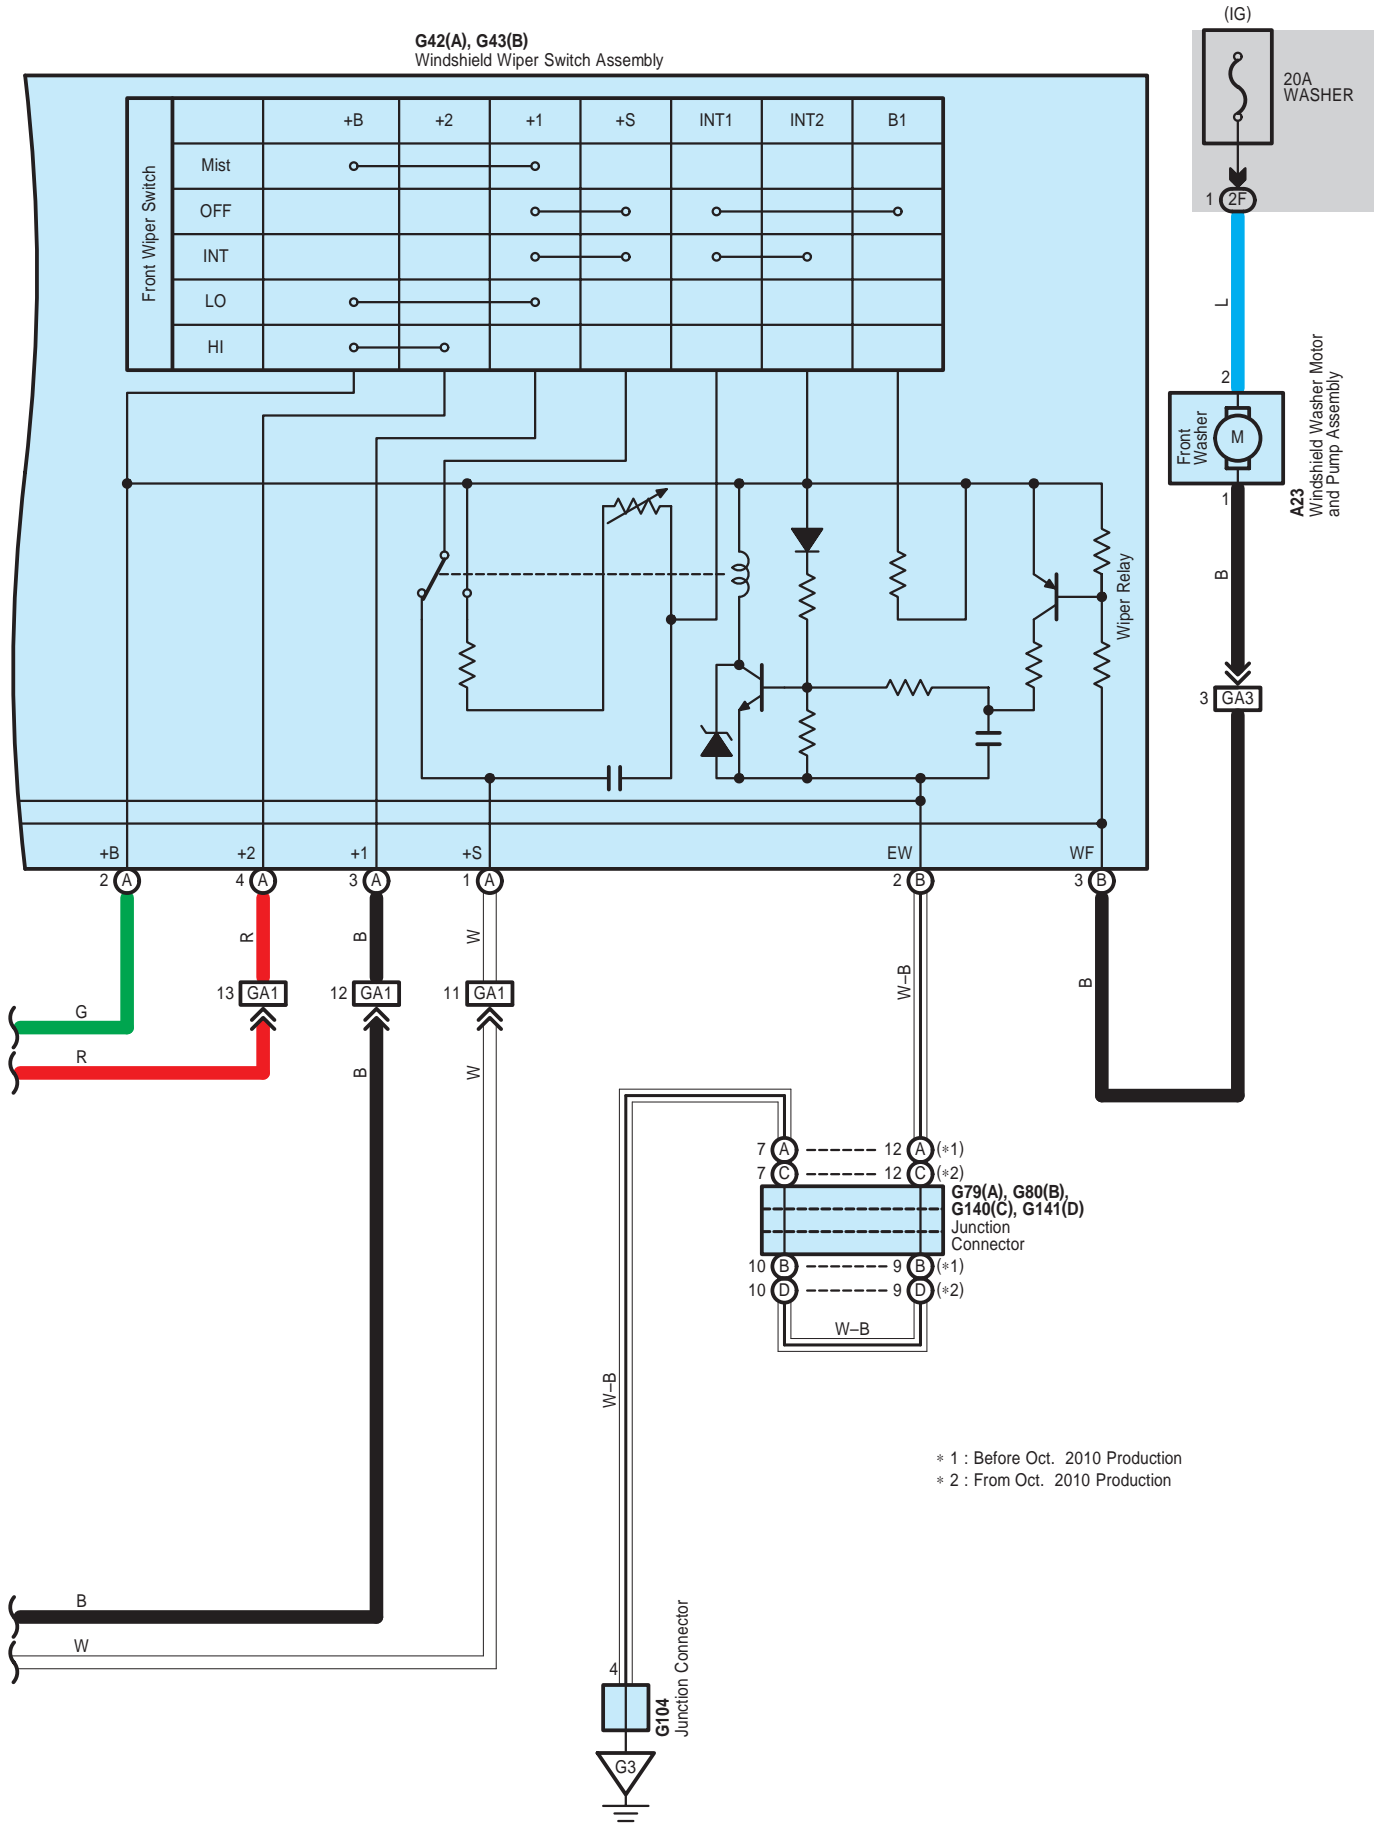 (IG)
G42(A), G43(B)
Windshield Wiper Switch Assembly
20A
WASHER
1 2F
Front Wiper Switch
+B +2 +1 +S INT1 INT2 B1
Mist
OFF
INT
LO
HI
L
2
Front
Washer
M
1
A23
Windshield Washer Motor
and Pump Assembly
B
3 GA3
Wiper Relay
+B +2 +1 +S EW WF
2 A 4 A 3 A 1 A 2 B 3 B
R B W W–B B
13 GA1 12 GA1 11 GA1
G
R
B W
7 A 12 A (*1)
7 C 12 C (*2)
G79(A), G80(B),
G140(C), G141(D)
Junction
Connector
10 B 9 B (*1)
10 D 9 D (*2)
W–B
W–B
* 1 : Before Oct. 2010 Production
* 2 : From Oct. 2010 Production
B
W
4
G104
Junction Connector
G3